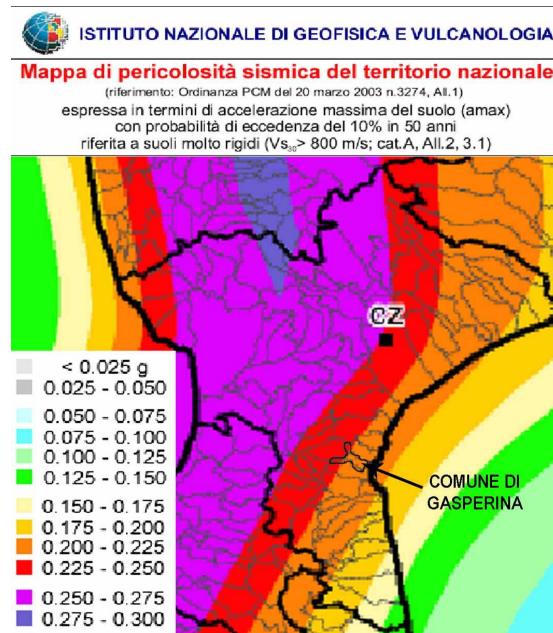 ISTITUTO NAZIONALE DI GEOFISICA E VULCANOLOGIA
Mappa di pericolosità sismica del territorio nazionale
(riferimento: Ordinanza PCM del 20 marzo 2003 n.3274, All.1)
espressa in termini di accelerazione massima del suolo (amax)
con probabilità di eccedenza del 10% in 50 anni
riferita a suoli molto rigidi (Vs₃₀> 800 m/s; cat.A, All.2, 3.1)
CZ
< 0.025 g
0.025 - 0.050
0.050 - 0.075
0.075 - 0.100
0.100 - 0.125
0.125 - 0.150
0.150 - 0.175
0.175 - 0.200
0.200 - 0.225
0.225 - 0.250
0.250 - 0.275
0.275 - 0.300
COMUNE DI
GASPERINA